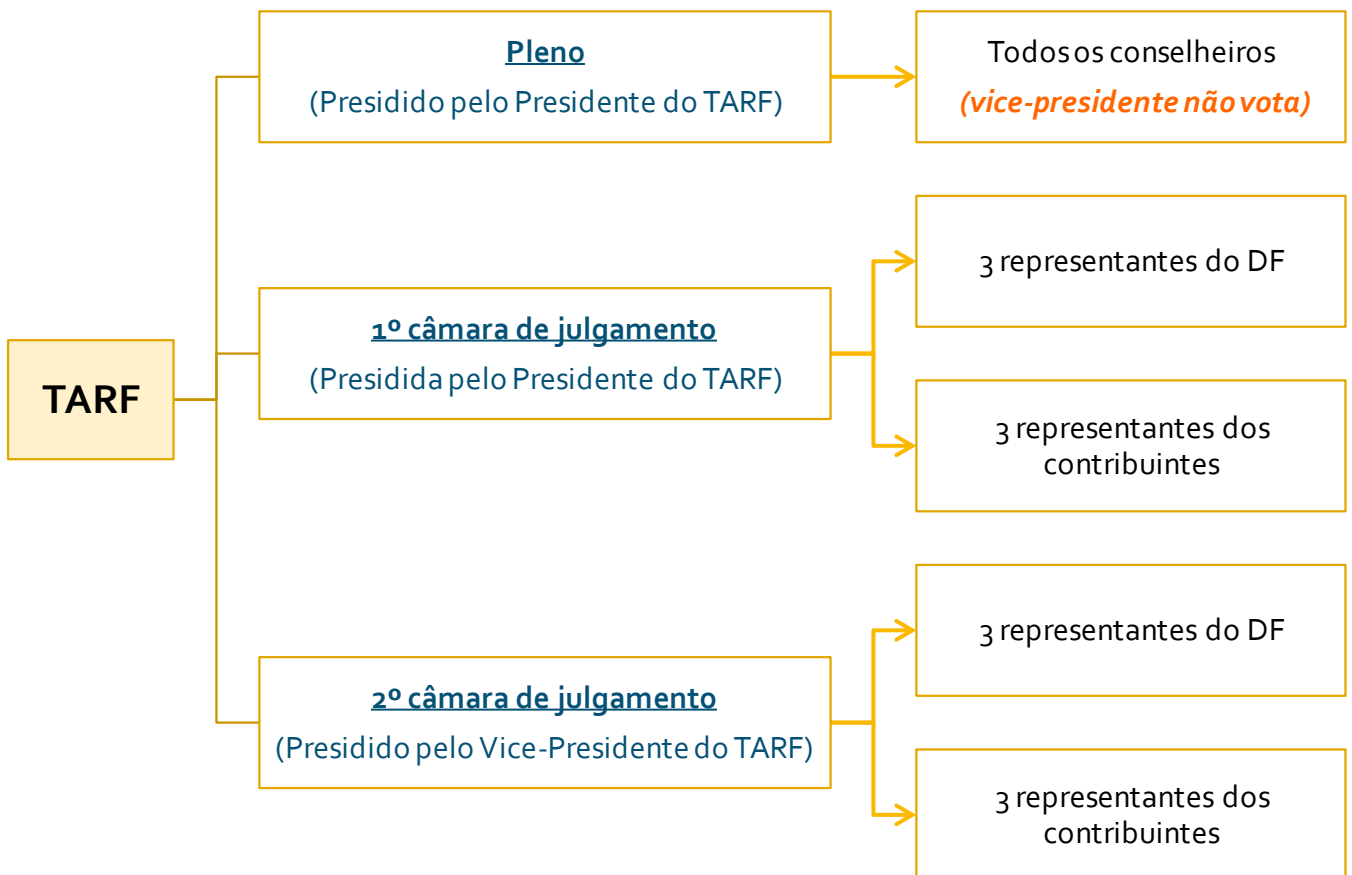 Pleno
(Presidido pelo Presidente do TARF)
Todos os conselheiros
(vice-presidente não vota)
3 representantes do DF
1º câmara de julgamento
(Presidida pelo Presidente do TARF)
TARF
3 representantes dos
contribuintes
3 representantes do DF
2º câmara de julgamento
(Presidido pelo Vice-Presidente do TARF)
3 representantes dos
contribuintes